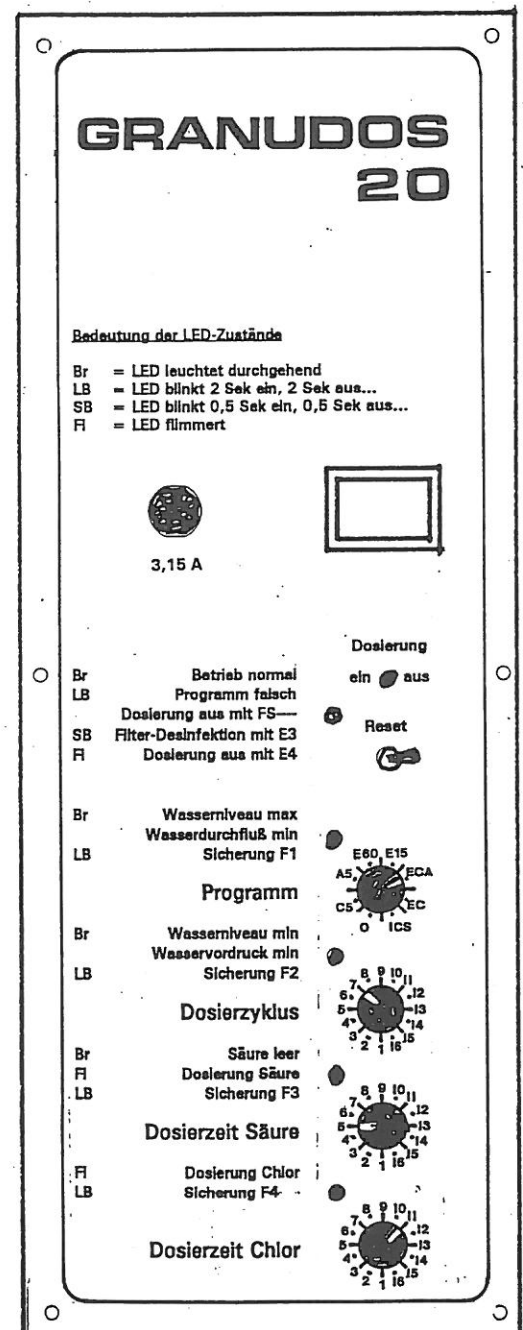 GRANUDOS
20
Bedeutung der LED-Zustände
Br = LED leuchtet durchgehend
LB = LED blinkt 2 Sek ein, 2 Sek aus...
SB = LED blinkt 0,5 Sek ein, 0,5 Sek aus...
Fl = LED flimmert
3,15 A
Dosierung
ein aus
Br Betrieb normal
LB Programm falsch
Dosierung aus mit FS
SB Filter-Desinfektion mit E3
Fl Dosierung aus mit E4
Reset
Br Wasserniveau max
Wasserdurchfluß min
LB Sicherung F1
Programm
O C5 A5 E60 E15 ECA EC ICS
Br Wasserniveau min
Wasservordruck min
LB Sicherung F2
Dosierzyklus
1 2 3 4 5 6 7 8 9 10 11 12 13 14 15 16
Br Säure leer
Fl Dosierung Säure
LB Sicherung F3
Dosierzeit Säure
1 2 3 4 5 6 7 8 9 10 11 12 13 14 15 16
Fl Dosierung Chlor
LB Sicherung F4
Dosierzeit Chlor
1 2 3 4 5 6 7 8 9 10 11 12 13 14 15 16